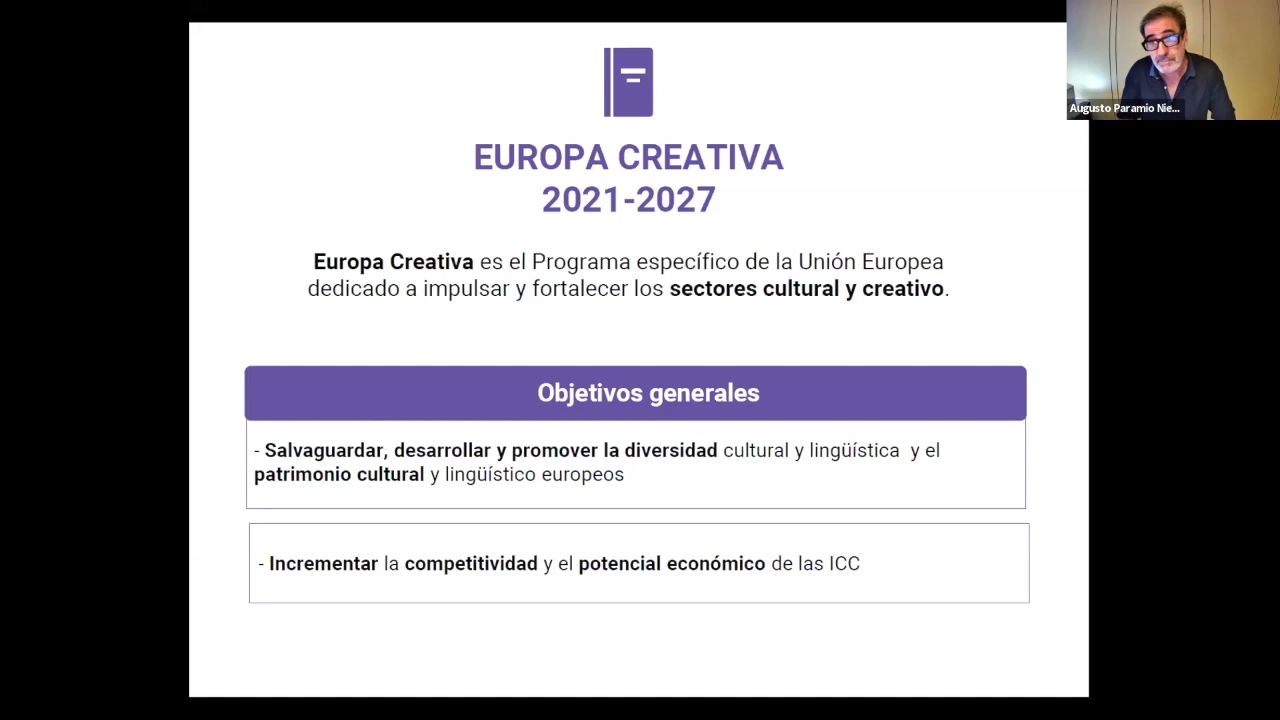 EUROPA CREATIVA
2021-2027
Europa Creativa es el Programa específico de la Unión Europea
dedicado a impulsar y fortalecer los sectores cultural y creativo.
Objetivos generales
- Salvaguardar, desarrollar y promover la diversidad cultural y lingüística y el
patrimonio cultural y lingüístico europeos
- Incrementar la competitividad y el potencial económico de las ICC
Augusto Paramio Nie...